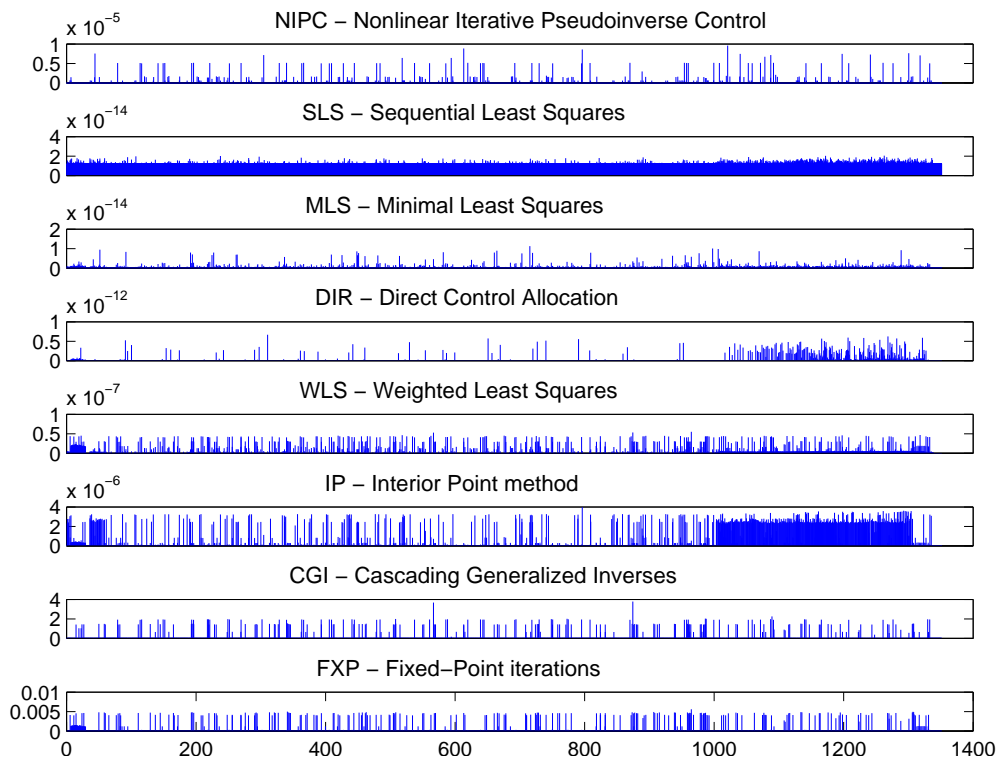 NIPC − Nonlinear Iterative Pseudoinverse Control
x 10−5
1
0.5
0
SLS − Sequential Least Squares
x 10−14
4
2
0
MLS − Minimal Least Squares
x 10−14
2
1
0
DIR − Direct Control Allocation
x 10−12
1
0.5
0
WLS − Weighted Least Squares
x 10−7
1
0.5
0
IP − Interior Point method
x 10−6
4
2
0
CGI − Cascading Generalized Inverses
4
2
0
FXP − Fixed−Point iterations
0.01
0.005
0
0 200 400 600 800 1000 1200 1400